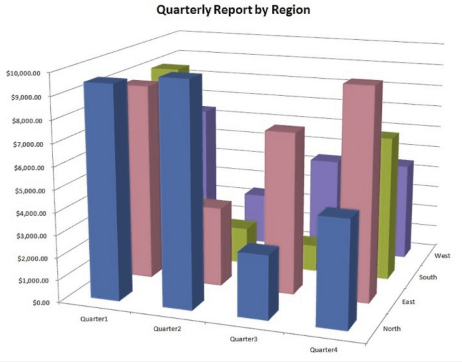 Quarterly Report by Region
$10,000.00
$9,000.00
$8,000.00
$7,000.00
$6,000.00
$5,000.00
$4,000.00
$3,000.00
$2,000.00
$1,000.00
$0.00
Quarter1
Quarter2
Quarter3
Quarter4
West
South
East
North